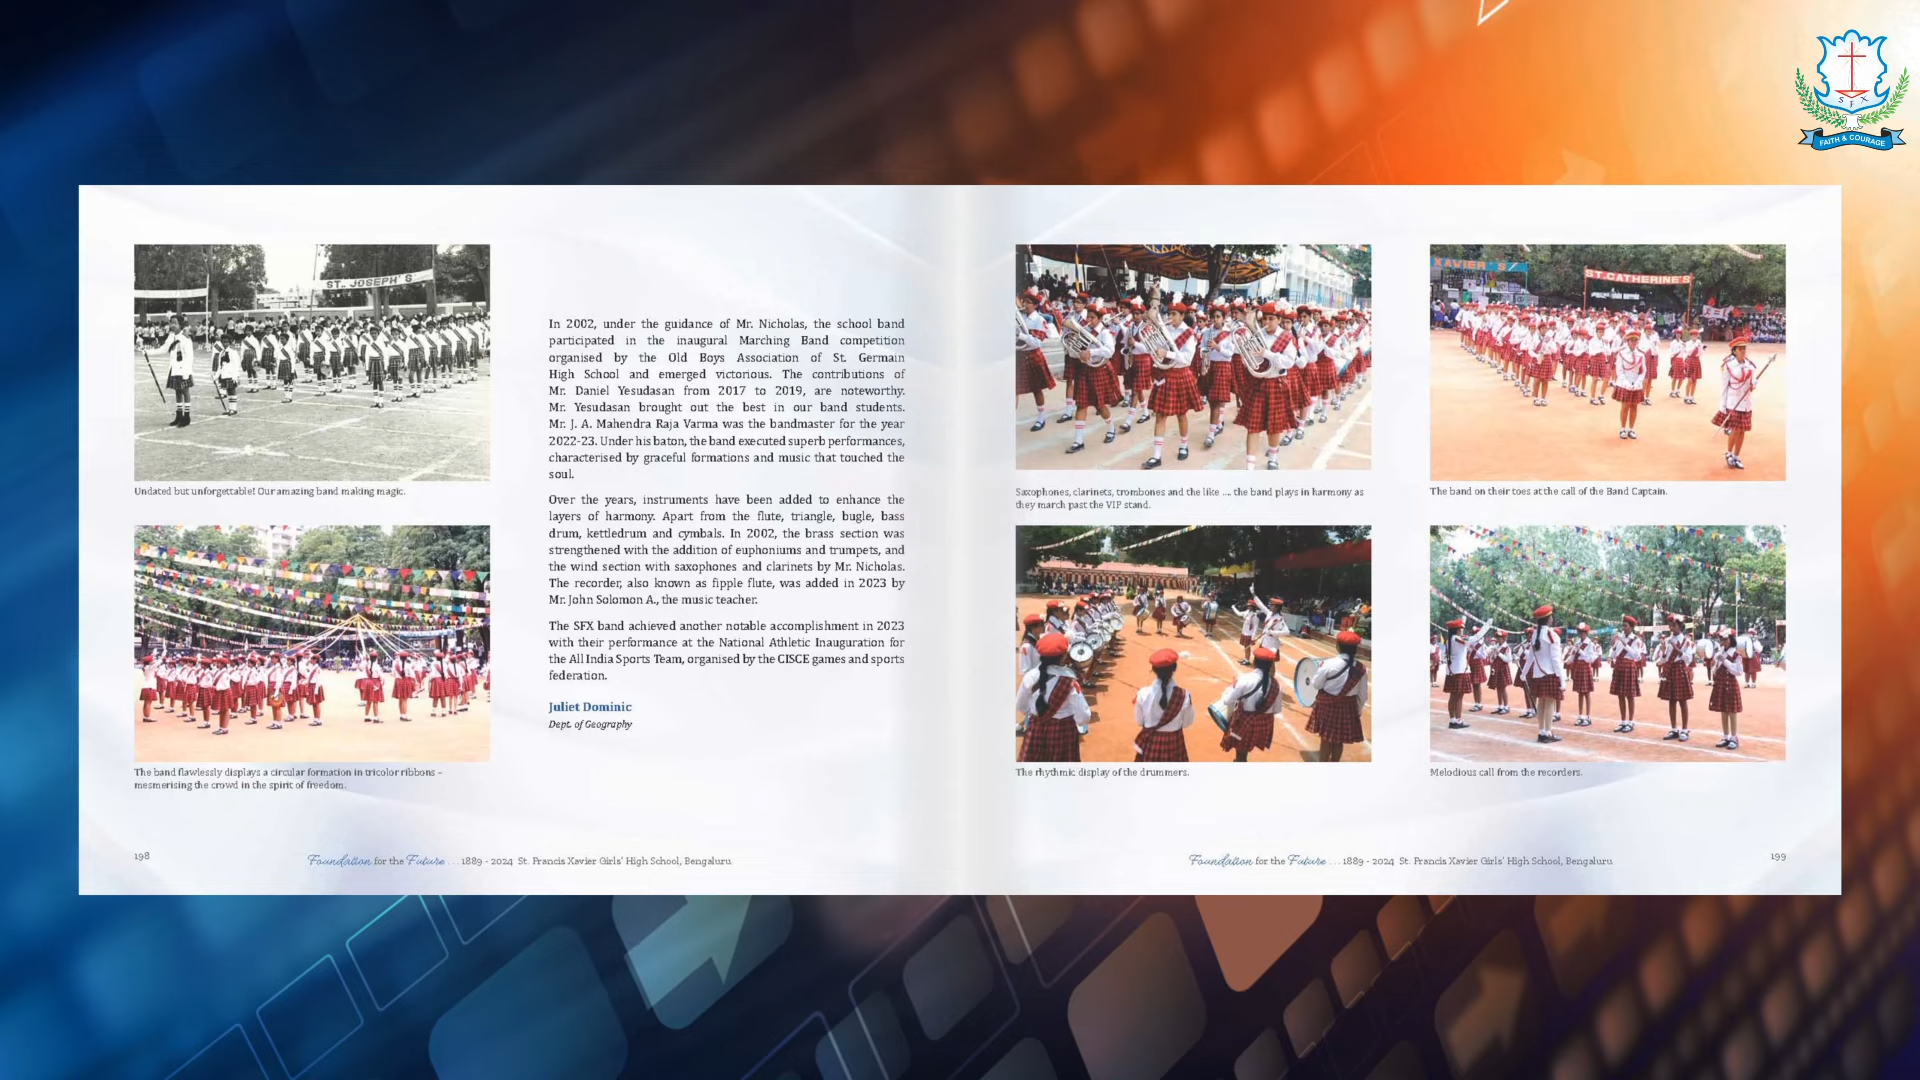 S F X
FAITH & COURAGE
ST. JOSEPH'S
Undated but unforgettable! Our amazing band making magic.
The band flawlessly displays a circular formation in tricolor ribbons –
mesmerising the crowd in the spirit of freedom.
In 2002, under the guidance of Mr. Nicholas, the school band
participated in the inaugural Marching Band competition
organised by the Old Boys Association of St. Germain
High School and emerged victorious. The contributions of
Mr. Daniel Yesudasan from 2017 to 2019, are noteworthy.
Mr. Yesudasan brought out the best in our band students.
Mr. J. A. Mahendra Raja Varma was the bandmaster for the year
2022-23. Under his baton, the band executed superb performances,
characterised by graceful formations and music that touched the
soul.
Over the years, instruments have been added to enhance the
layers of harmony. Apart from the flute, triangle, bugle, bass
drum, kettledrum and cymbals. In 2002, the brass section was
strengthened with the addition of euphoniums and trumpets, and
the wind section with saxophones and clarinets by Mr. Nicholas.
The recorder, also known as fipple flute, was added in 2023 by
Mr. John Solomon A., the music teacher.
The SFX band achieved another notable accomplishment in 2023
with their performance at the National Athletic Inauguration for
the All India Sports Team, organised by the CISCE games and sports
federation.
Juliet Dominic
Dept. of Geography
198
Foundation for the Future . . . 1889 - 2024 St. Francis Xavier Girls' High School, Bengaluru
Saxophones, clarinets, trombones and the like .... the band plays in harmony as
they march past the VIP stand.
XAVIER'S
ST.CATHERINE'S
The band on their toes at the call of the Band Captain.
The rhythmic display of the drummers.
Melodious call from the recorders.
Foundation for the Future . . . 1889 - 2024 St. Francis Xavier Girls' High School, Bengaluru
199